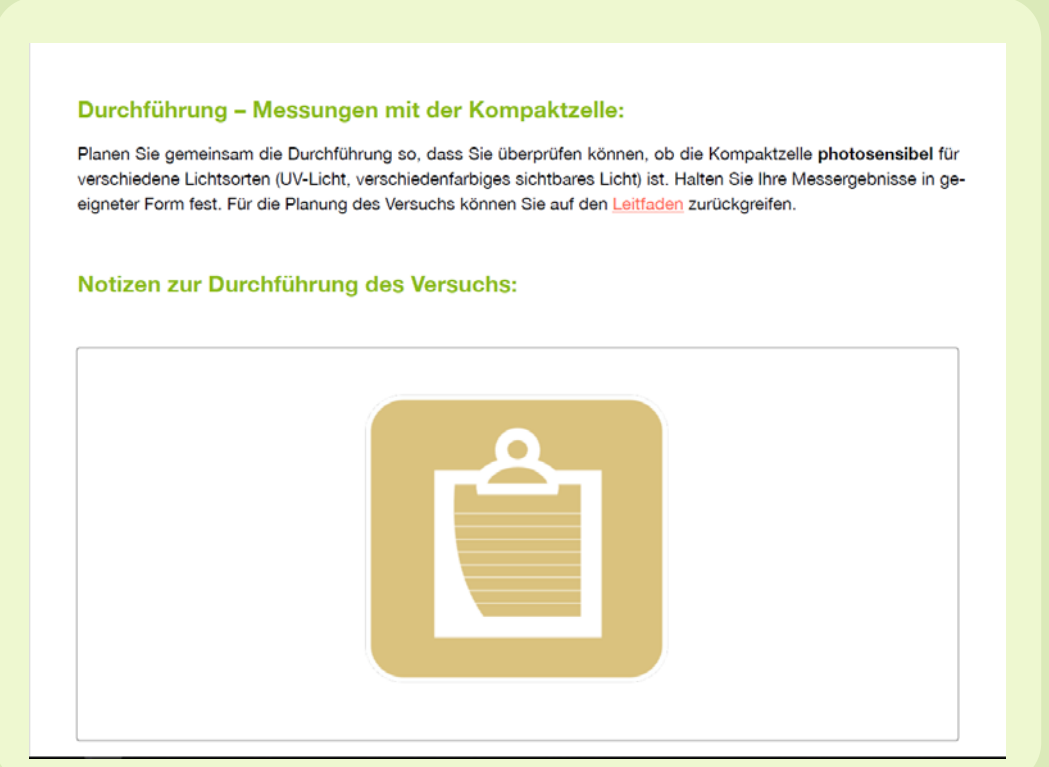 Durchführung – Messungen mit der Kompaktzelle:
Planen Sie gemeinsam die Durchführung so, dass Sie überprüfen können, ob die Kompaktzelle photosensibel für
verschiedene Lichtsorten (UV-Licht, verschiedenfarbiges sichtbares Licht) ist. Halten Sie Ihre Messergebnisse in ge-
eigneter Form fest. Für die Planung des Versuchs können Sie auf den Leitfaden zurückgreifen.
Notizen zur Durchführung des Versuchs: